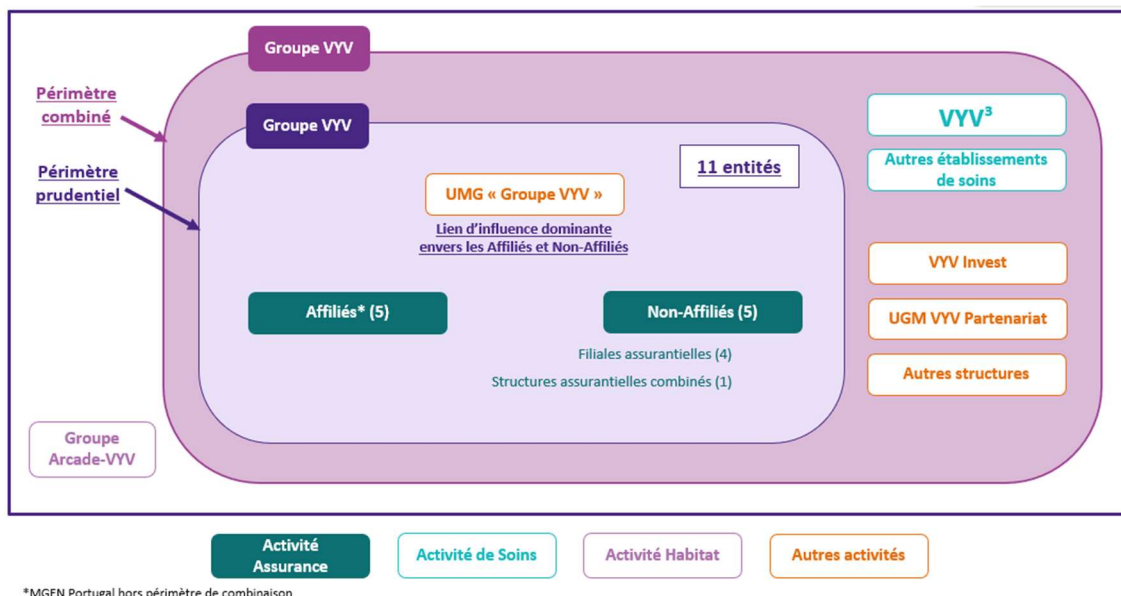 Groupe VYV
Périmètre
combiné
Groupe VYV
Périmètre
prudentiel
11 entités
UMG « Groupe VYV »
Lien d'influence dominante
envers les Affiliés et Non-Affiliés
Affiliés* (5)
Non-Affiliés (5)
Filiales assurantielles (4)
Structures assurantielles combinés (1)
VYV³
Autres établissements
de soins
VYV Invest
UGM VYV Partenariat
Autres structures
Groupe
Arcade-VYV
Activité
Assurance
Activité de Soins
Activité Habitat
Autres activités
*MGEN Portugal hors périmètre de combinaison